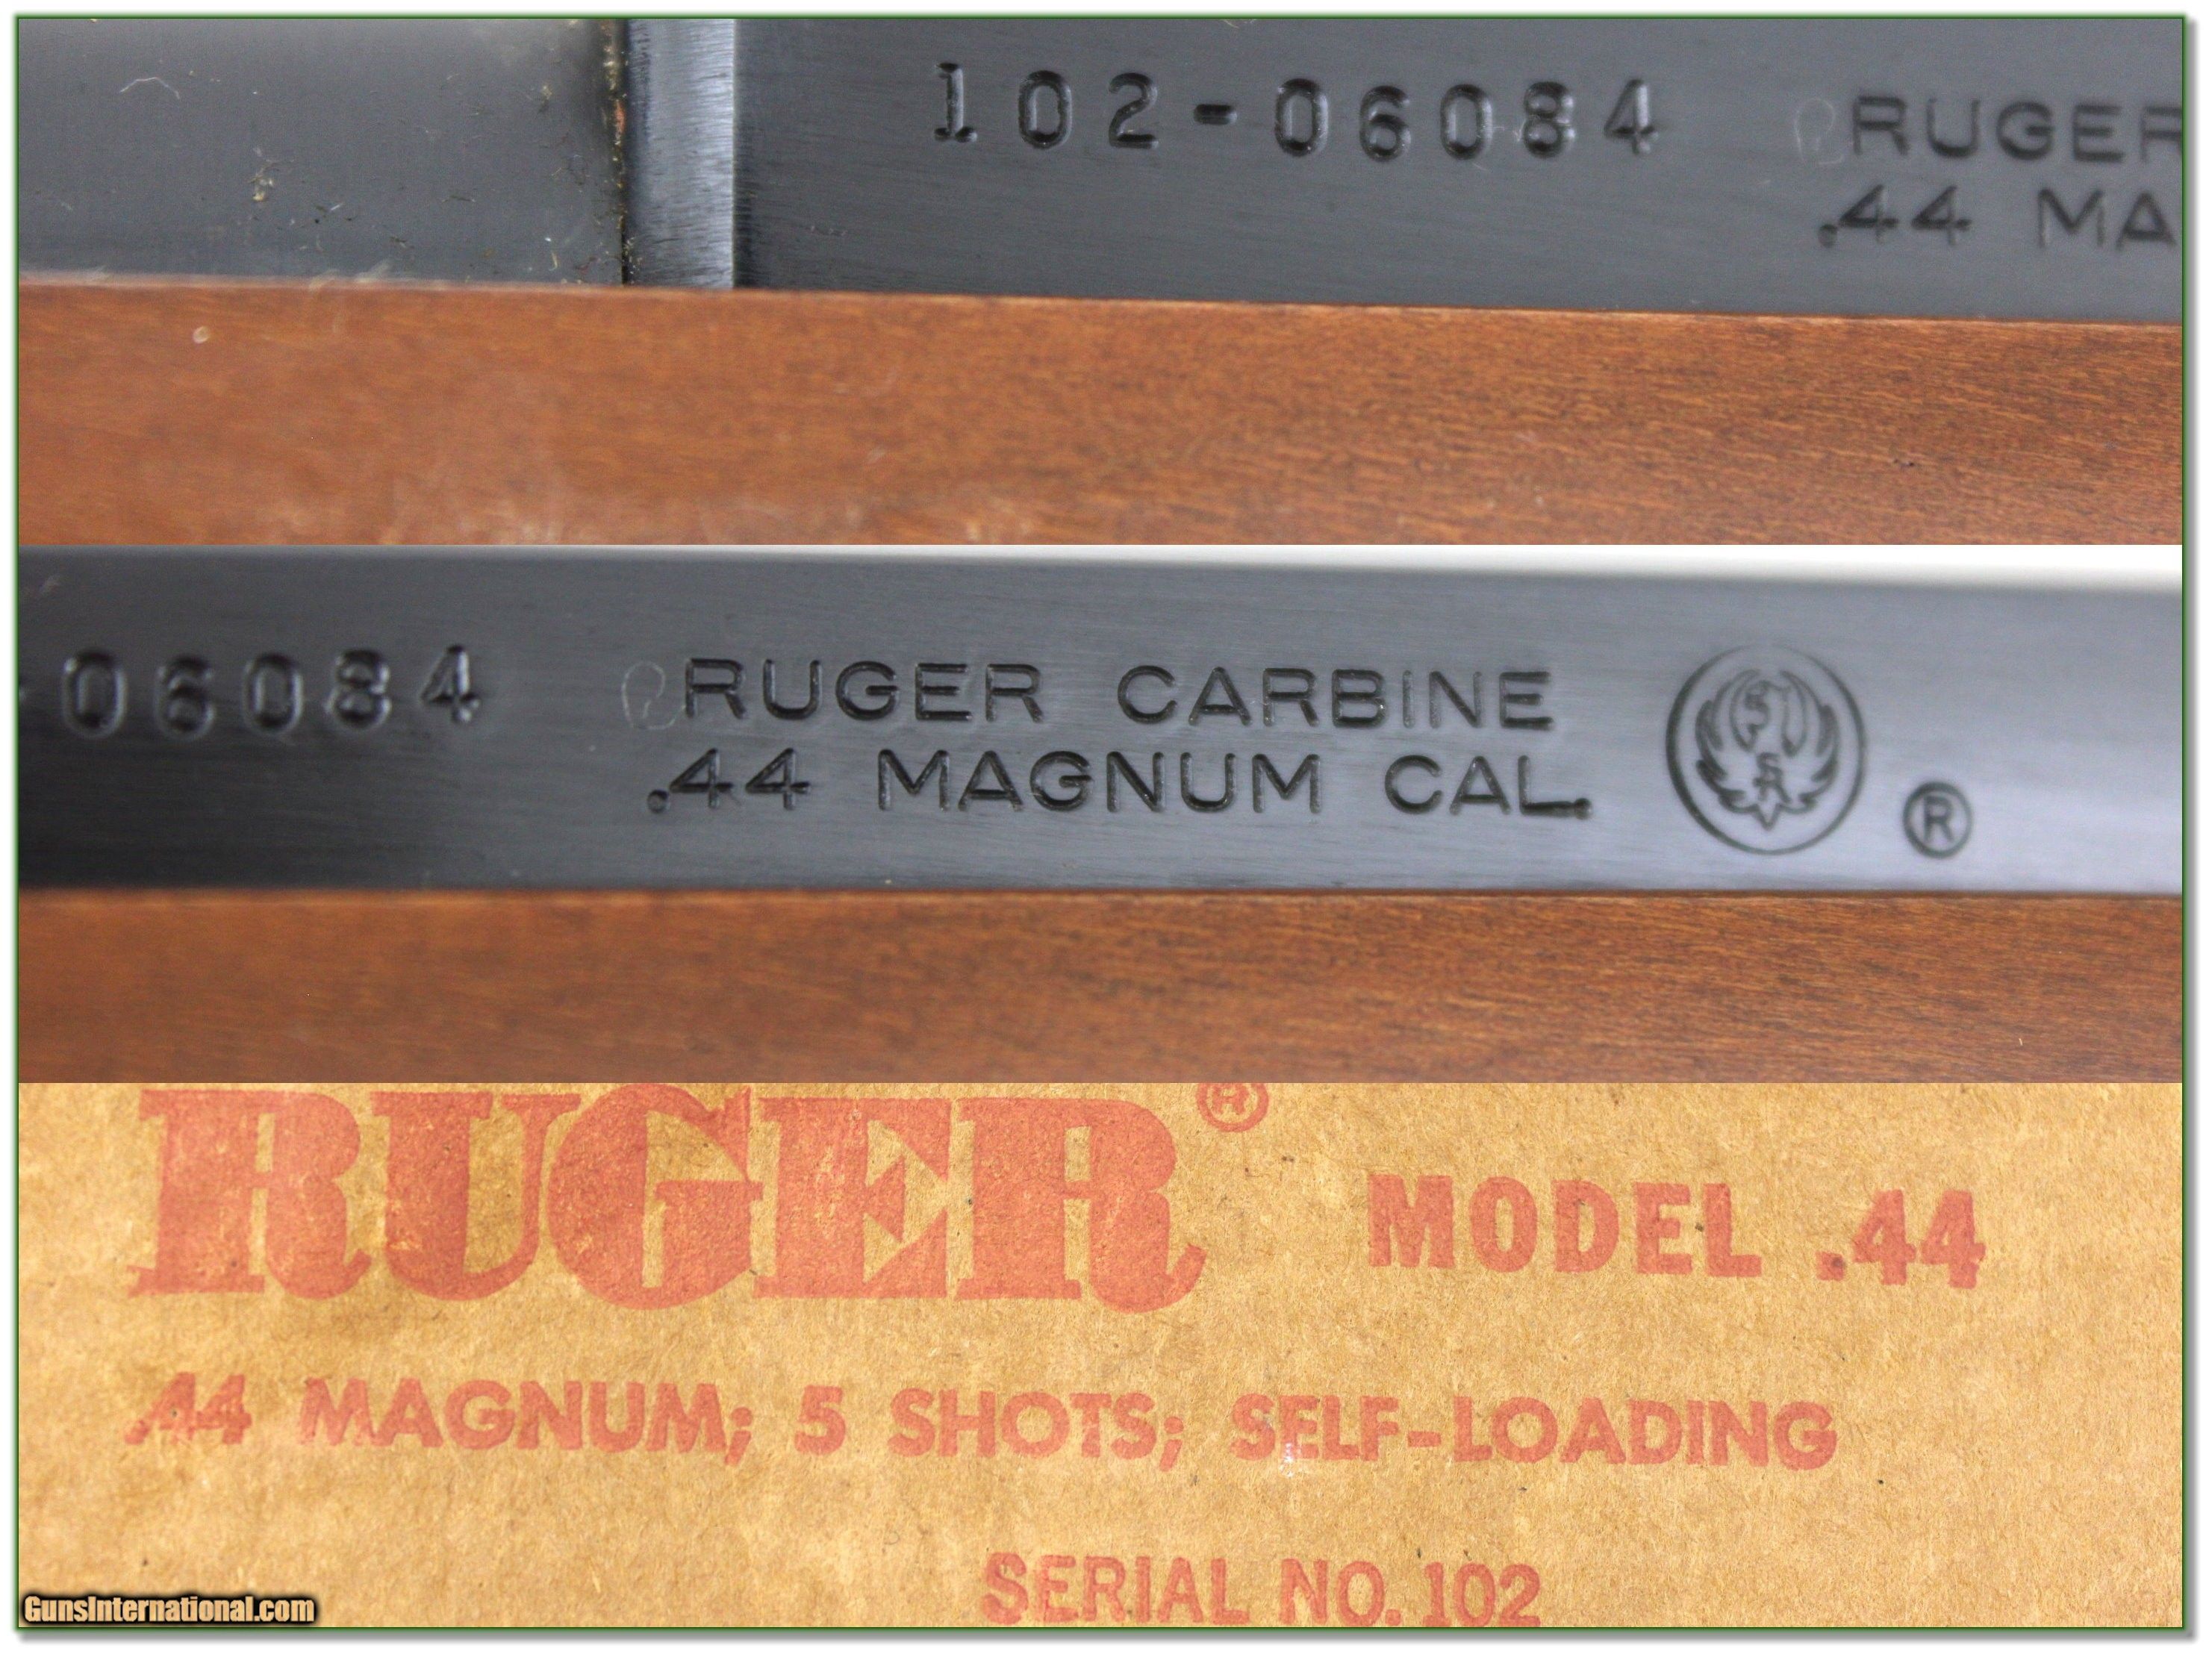 102-06084 RUGER
.44 MA
06084 RUGER CARBINE
.44 MAGNUM CAL.
®
RUGER®
MODEL .44
.44 MAGNUM; 5 SHOTS; SELF-LOADING
SERIAL NO. 102
GunsInternational.com